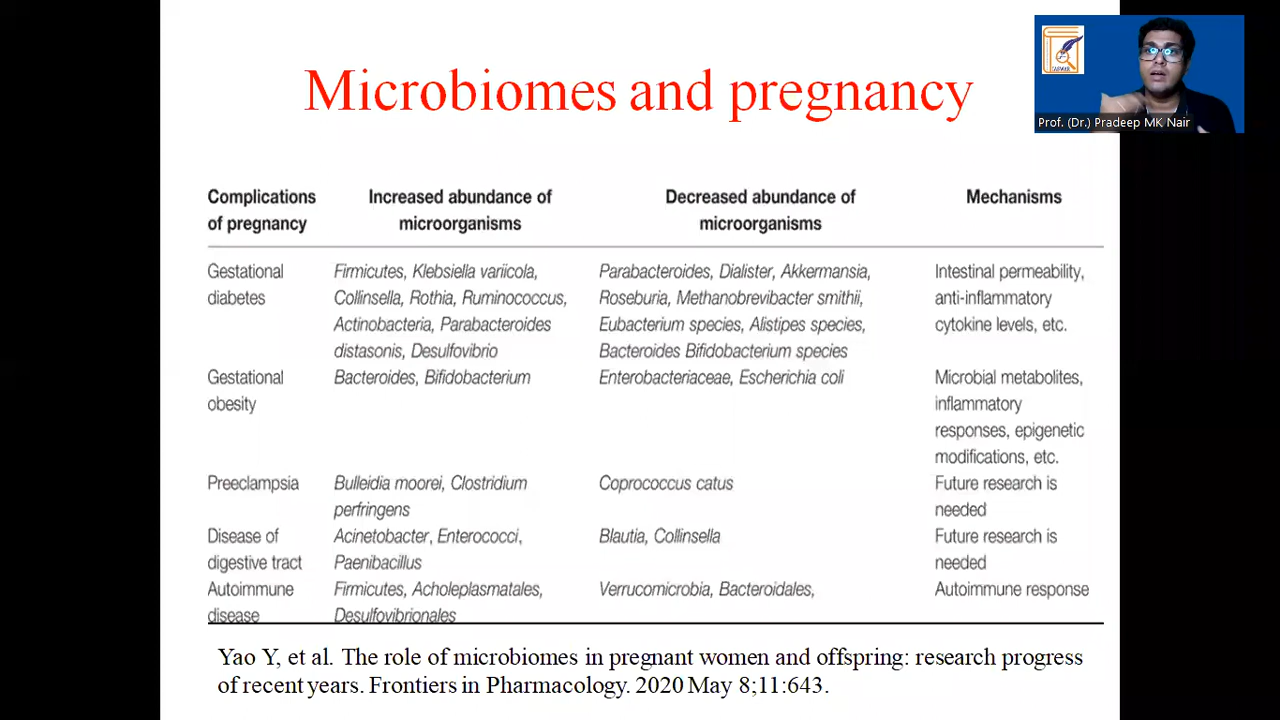 Microbiomes and pregnancy
Prof. (Dr.) Pradeep MK Nair
Complications of pregnancy
Increased abundance of microorganisms
Decreased abundance of microorganisms
Mechanisms
Gestational diabetes
Firmicutes, Klebsiella variicola,
Collinsella, Rothia, Ruminococcus,
Actinobacteria, Parabacteroides
distasonis, Desulfovibrio
Parabacteroides, Dialister, Akkermansia,
Roseburia, Methanobrevibacter smithii,
Eubacterium species, Alistipes species,
Bacteroides Bifidobacterium species
Intestinal permeability,
anti-inflammatory
cytokine levels, etc.
Gestational
obesity
Bacteroides, Bifidobacterium
Enterobacteriaceae, Escherichia coli
Microbial metabolites,
inflammatory
responses, epigenetic
modifications, etc.
Preeclampsia
Bulleidia moorei, Clostridium
perfringens
Coprococcus catus
Future research is
needed
Disease of
digestive tract
Acinetobacter, Enterococci,
Paenibacillus
Blautia, Collinsella
Future research is
needed
Autoimmune
disease
Firmicutes, Acholeplasmatales,
Desulfovibrionales
Verrucomicrobia, Bacteroidales,
Autoimmune response
Yao Y, et al. The role of microbiomes in pregnant women and offspring: research progress
of recent years. Frontiers in Pharmacology. 2020 May 8;11:643.